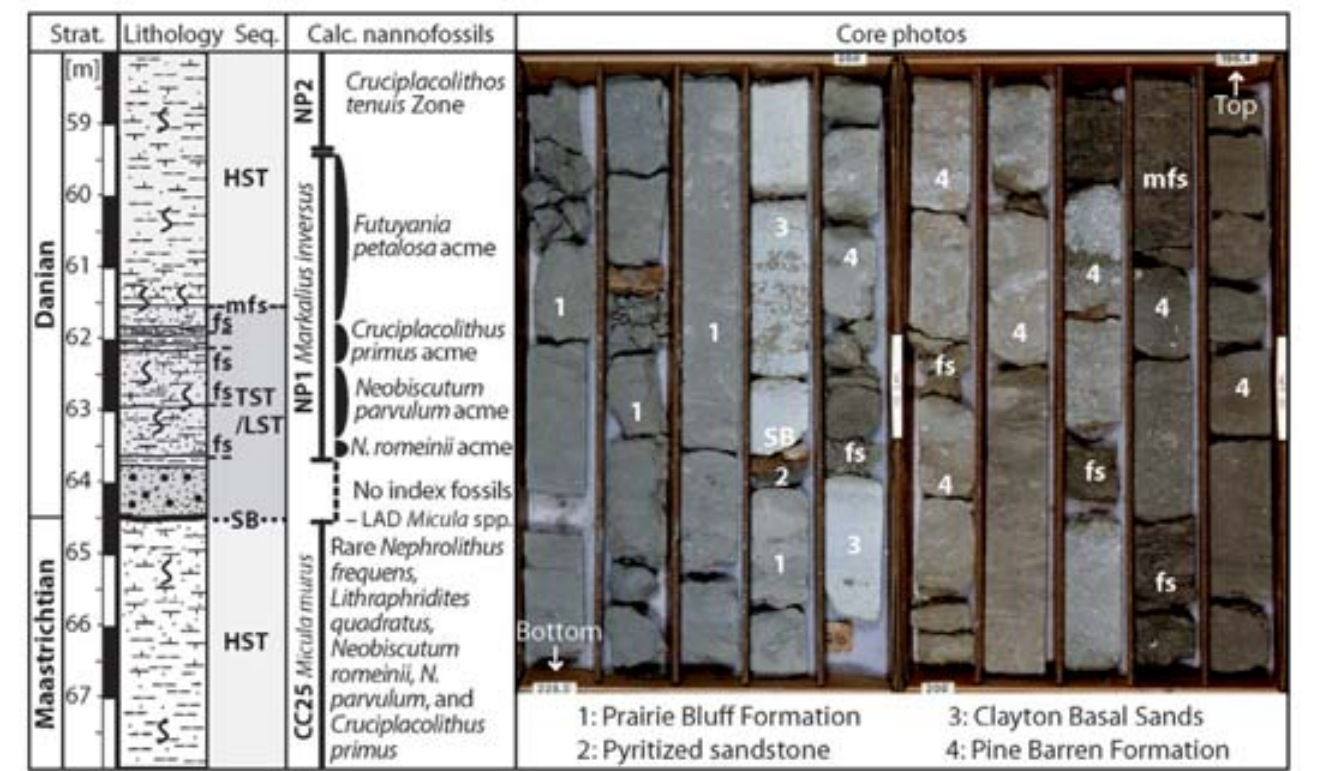 Strat. Lithology Seq. Calc. nannofossils Core photos
[m]
59
60
61
62
63
64
65
66
67
Danian
Maastrichtian
HST
mfs
fs
fs
fs TST
/LST
fs
SB
HST
NP2
NP1 Markalius inversus
CC25 Micula murus
Cruciplacolithos
tenuis Zone
Futuyania
petalosa acme
Cruciplacolithus
primus acme
Neobiscutum
parvulum acme
N. romeinii acme
No index fossils
– LAD Micula spp.
Rare Nephrolithus
frequens,
Lithraphridites
quadratus,
Neobiscutum
romeinii, N.
parvulum, and
Cruciplacolithus
primus
Top
Bottom
1
1
1
3
SB
2
1
4
fs
3
4
fs
4
4
4
fs
mfs
4
fs
4
200
1: Prairie Bluff Formation
2: Pyritized sandstone
3: Clayton Basal Sands
4: Pine Barren Formation